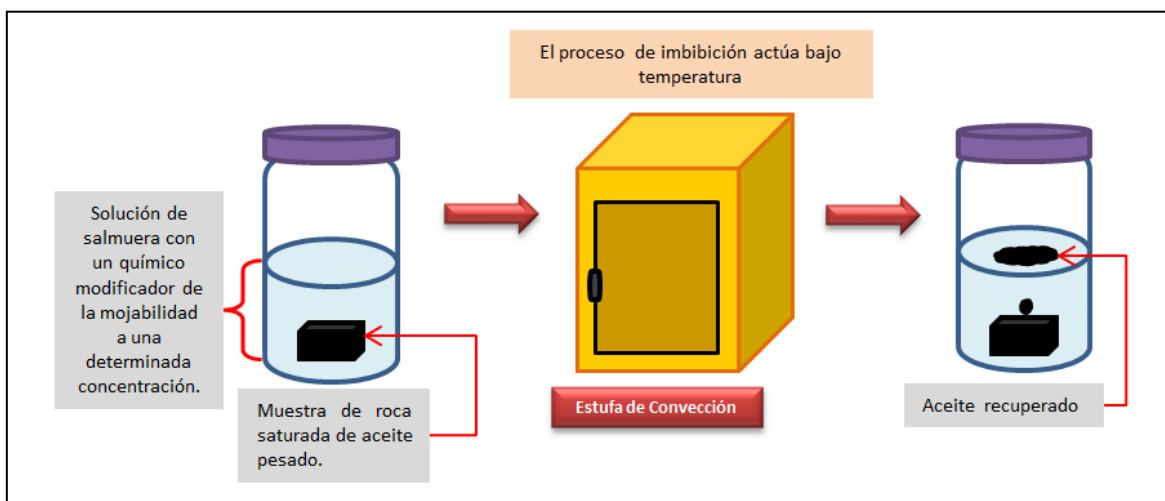 El proceso de imbibición actúa bajo
temperatura
Solución de
salmuera con
un químico
modificador de
la mojabilidad
a una
determinada
concentración.
Muestra de roca
saturada de aceite
pesado.
Estufa de Convección
Aceite recuperado